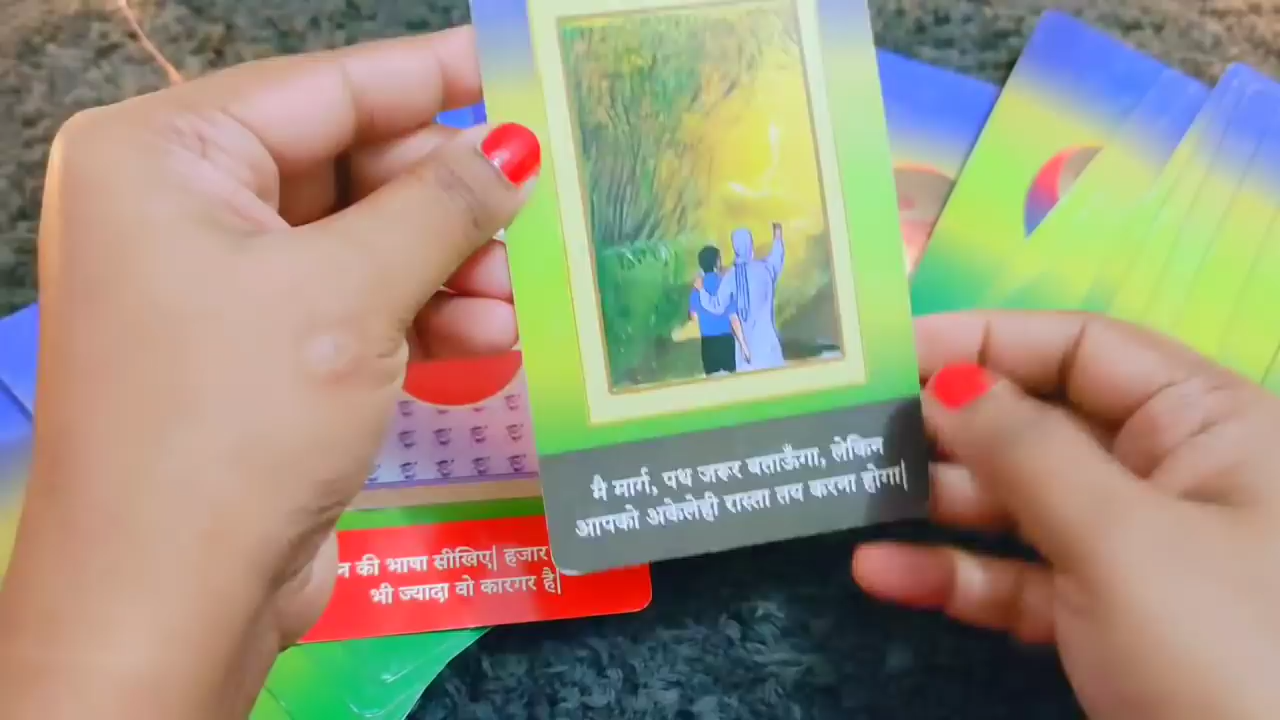 मै मार्ग, पथ जरूर बताऊँगा, लेकिन
आपको अकेलेही रास्ता तय करना होगा|
की भाषा सीखिए| हजार
भी ज्यादा वो कारगर है|